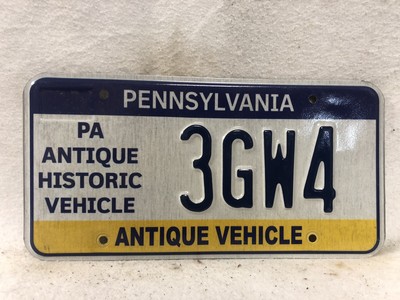 PENNSYLVANIA
PA
ANTIQUE
HISTORIC
VEHICLE
3GW4
ANTIQUE VEHICLE